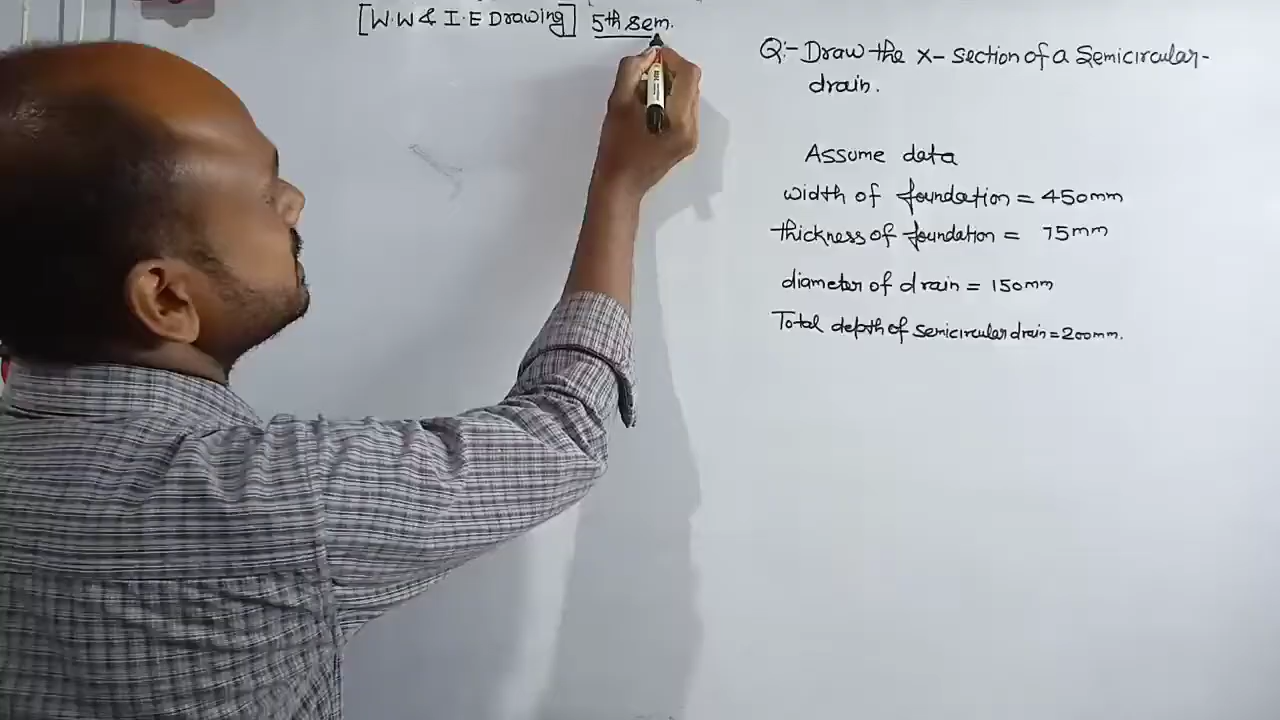 [W.W & I.E Drawing] 5th sem.
Q:- Draw the X-section of a Semicircular-
drain.
Assume data
width of foundation = 450mm
thickness of foundation = 75mm
diameter of drain = 150mm
Total depth of semicircular drain = 200mm.